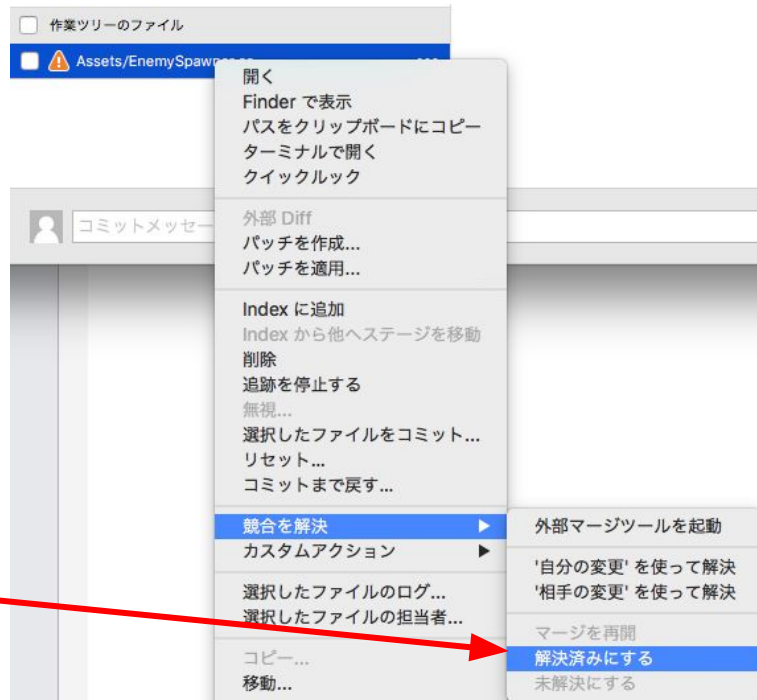 作業ツリーのファイル
Assets/EnemySpawner.cs
開く
Finder で表示
パスをクリップボードにコピー
ターミナルで開く
クイックルック
コミットメッセー
外部 Diff
パッチを作成...
パッチを適用...
Index に追加
Index から他へステージを移動
削除
追跡を停止する
無視...
選択したファイルをコミット...
リセット...
コミットまで戻す...
競合を解決
カスタムアクション
選択したファイルのログ...
選択したファイルの担当者...
コピー...
移動...
外部マージツールを起動
'自分の変更' を使って解決
'相手の変更' を使って解決
マージを再開
解決済みにする
未解決にする